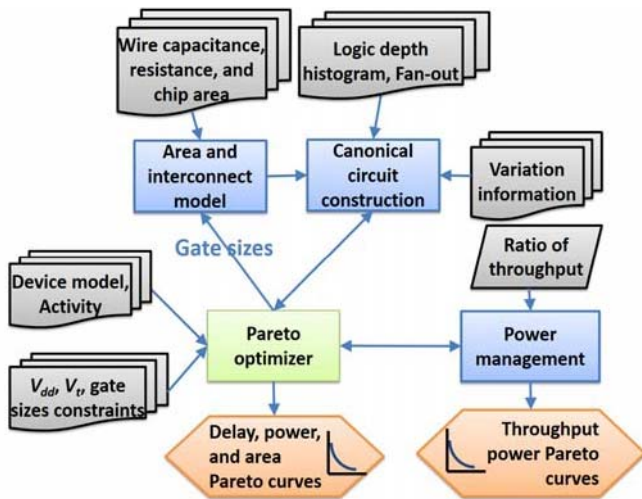 Wire capacitance,
resistance, and
chip area
Logic depth
histogram, Fan-out
Area and
interconnect
model
Canonical
circuit
construction
Variation
information
Gate sizes
Ratio of
throughput
Device model,
Activity
Pareto
optimizer
Power
management
Vdd, Vt, gate
sizes constraints
Delay, power,
and area
Pareto curves
Throughput
power Pareto
curves